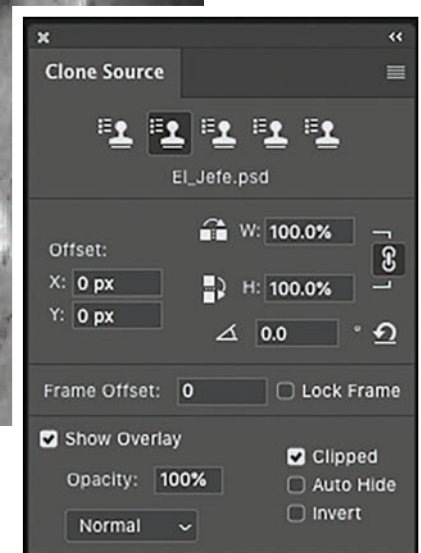 Clone Source
El_Jefe.psd
W: 100.0%
Offset:
X: 0 px
H: 100.0%
Y: 0 px
0.0 °
Frame Offset: 0 Lock Frame
Show Overlay
Clipped
Opacity: 100%
Auto Hide
Normal
Invert